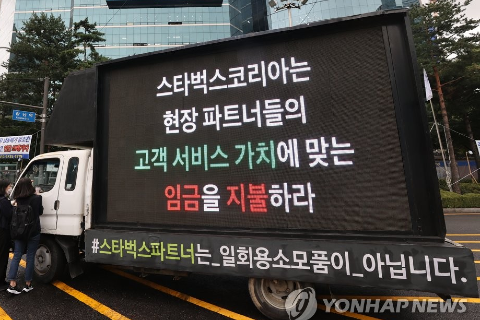 스타벅스코리아는
현장 파트너들의
고객 서비스 가치에 맞는
임금을 지불하라
#스타벅스파트너는_일회용소모품이_아닙니다.
YONHAP NEWS
YONHAPNEWS